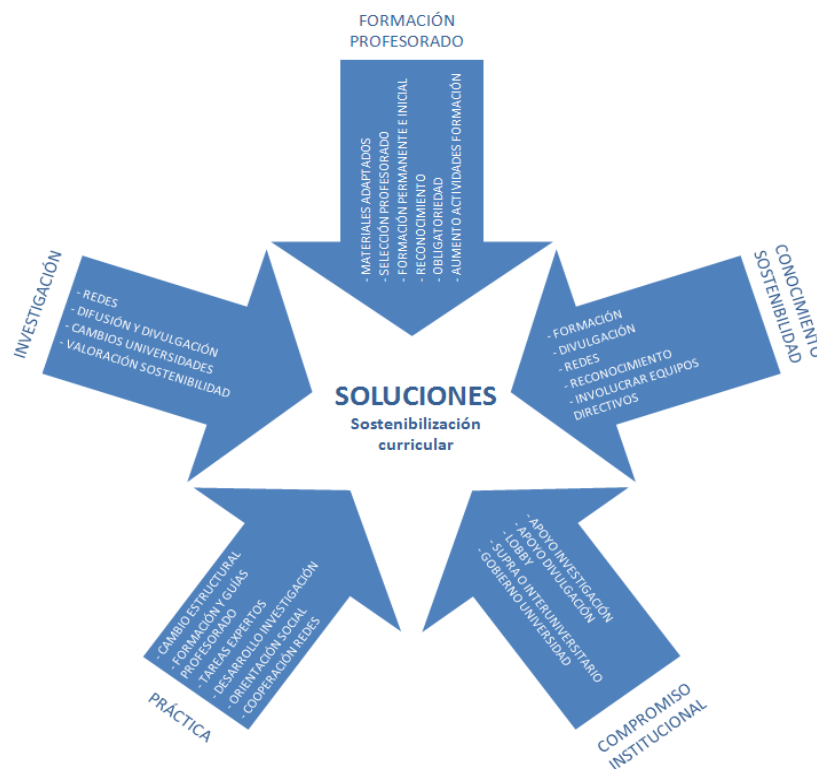 FORMACIÓN
PROFESORADO
- MATERIALES ADAPTADOS
- SELECCIÓN PROFESORADO
- FORMACIÓN PERMANENTE E INICIAL
- RECONOCIMIENTO
- OBLIGATORIEDAD
- AUMENTO ACTIVIDADES FORMACIÓN
CONOCIMIENTO
SOSTENIBILIDAD
- FORMACIÓN
- DIVULGACIÓN
- REDES
- RECONOCIMIENTO
- INVOLUCRAR EQUIPOS
DIRECTIVOS
INVESTIGACIÓN
- REDES
- DIFUSIÓN Y DIVULGACIÓN
- CAMBIOS UNIVERSIDADES
- VALORACIÓN SOSTENIBILIDAD
SOLUCIONES
Sostenibilización
curricular
PRÁCTICA
- CAMBIO ESTRUCTURAL
- FORMACIÓN Y GUÍAS
PROFESORADO
- TAREAS EXPERTOS
- DESARROLLO INVESTIGACIÓN
- ORIENTACIÓN SOCIAL
- COOPERACIÓN REDES
COMPROMISO
INSTITUCIONAL
- APOYO INVESTIGACIÓN
- APOYO DIVULGACIÓN
- LOBBY
- SUPRA O INTERUNIVERSITARIO
- GOBIERNO UNIVERSIDAD